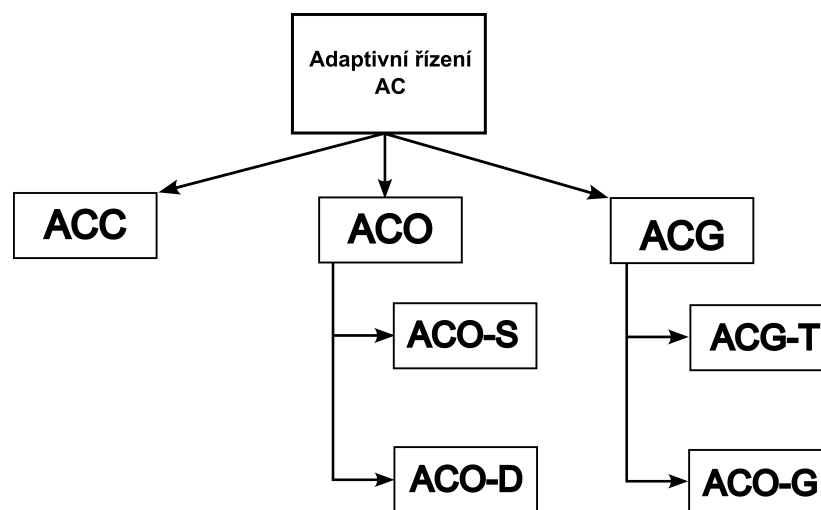 Adaptivní řízení
AC
ACC
ACO
ACG
ACO-S
ACG-T
ACO-D
ACO-G